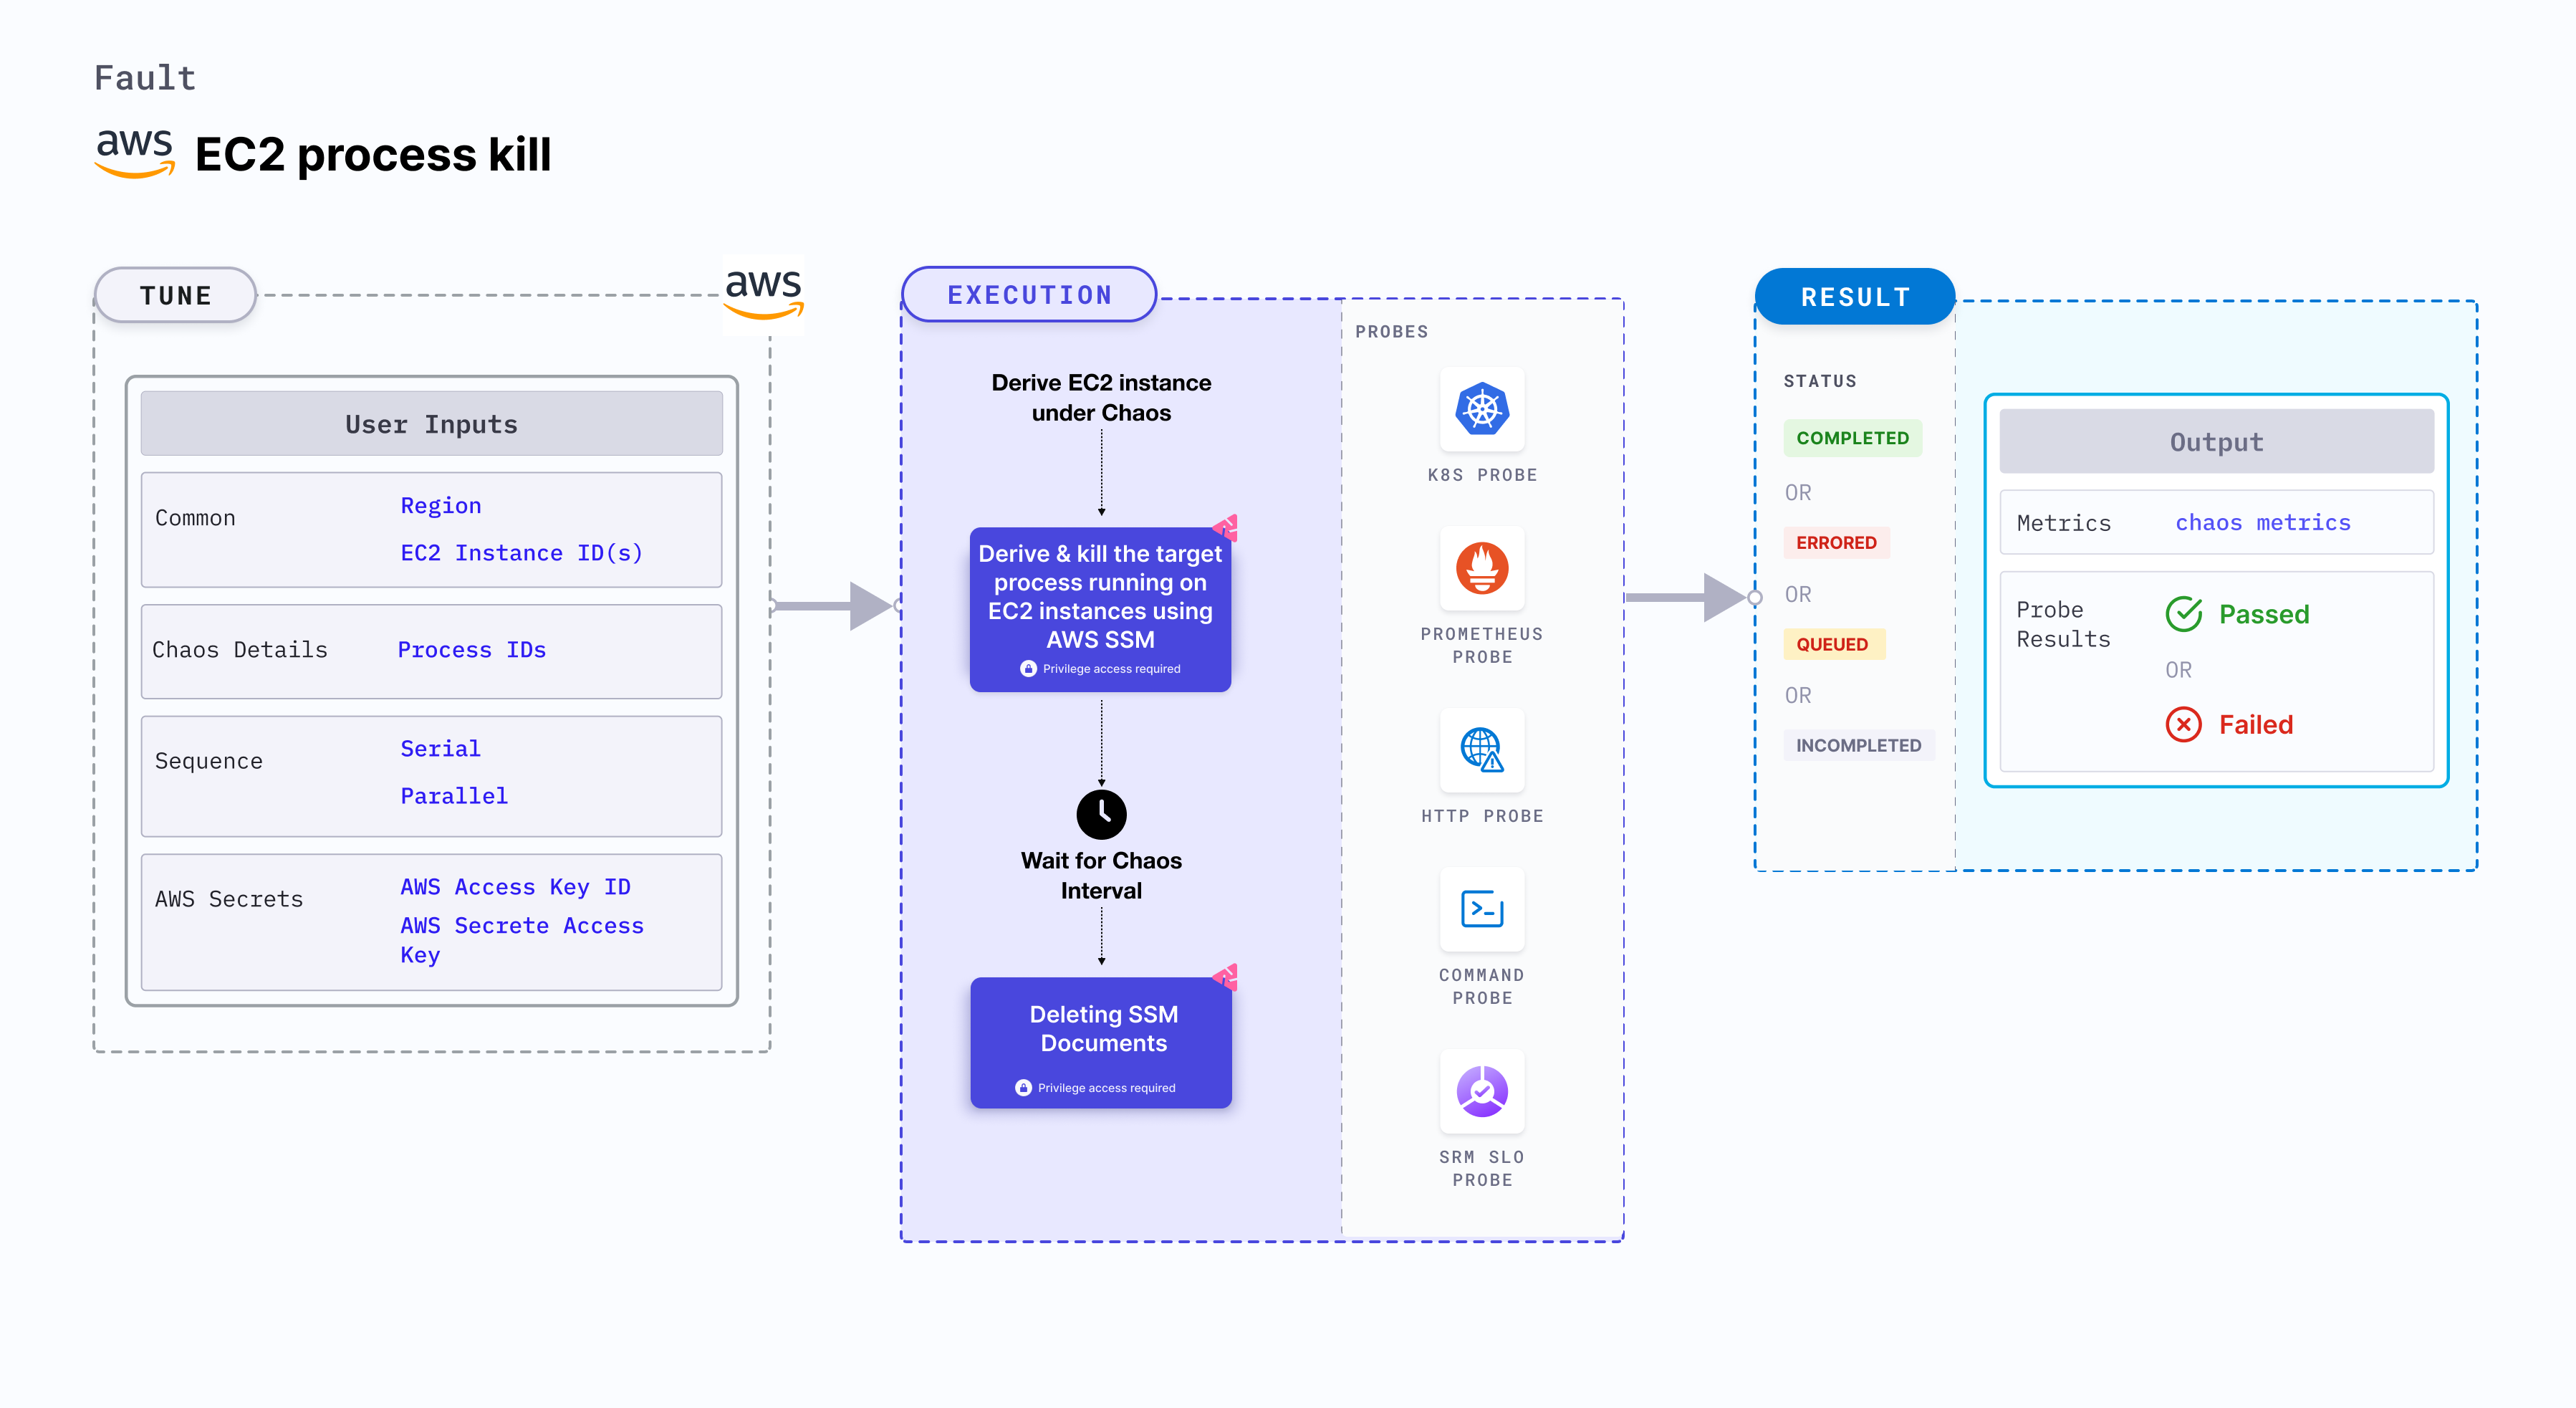 Fault
aws EC2 process kill
TUNE
aws
User Inputs
Common
Region
EC2 Instance ID(s)
Chaos Details
Process IDs
Sequence
Serial
Parallel
AWS Secrets
AWS Access Key ID
AWS Secrete Access
Key
EXECUTION
Derive EC2 instance
under Chaos
Derive & kill the target
process running on
EC2 instances using
AWS SSM
Privilege access required
Wait for Chaos
Interval
Deleting SSM
Documents
Privilege access required
PROBES
K8S PROBE
PROMETHEUS
PROBE
HTTP PROBE
COMMAND
PROBE
SRM SLO
PROBE
RESULT
STATUS
COMPLETED
OR
ERRORED
OR
QUEUED
OR
INCOMPLETED
Output
Metrics
chaos metrics
Probe
Results
Passed
OR
Failed